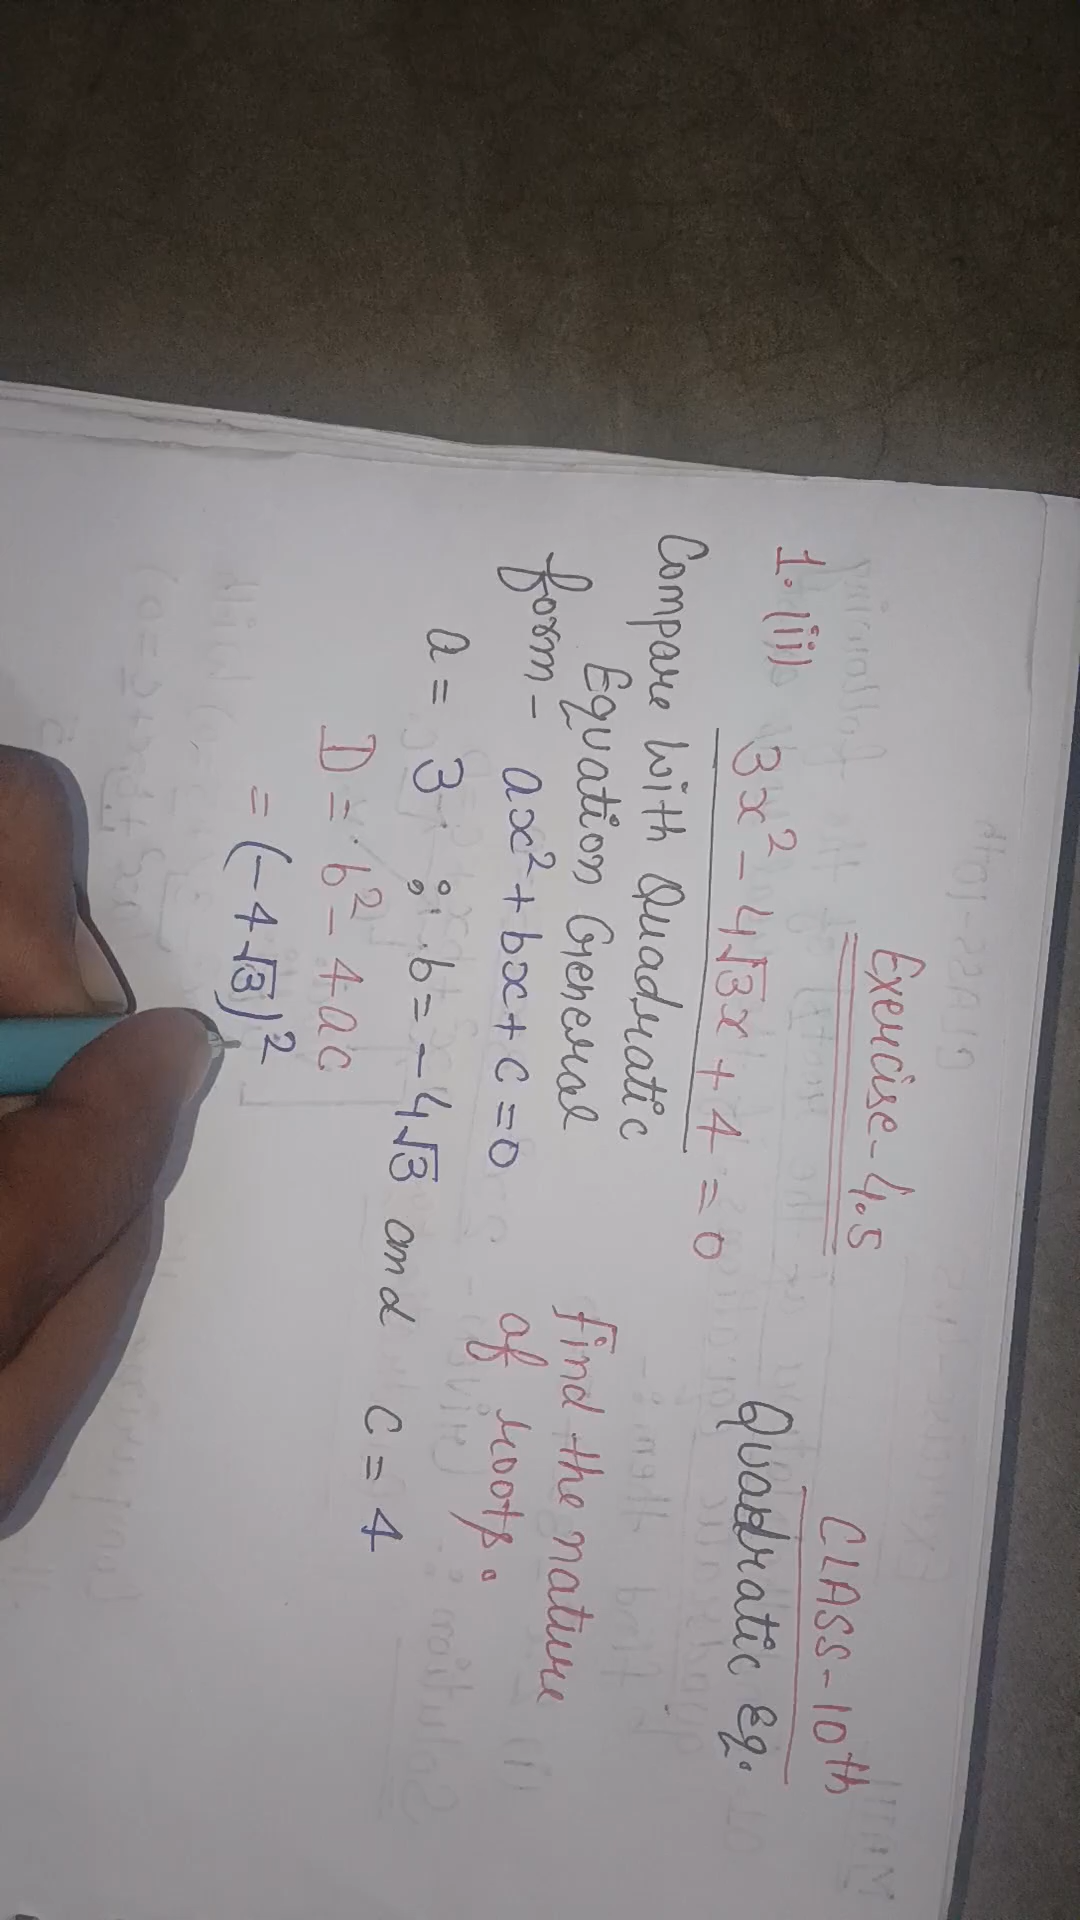 CLASS-10th
Exercise-4.5
Quadratic Eq.
1. (ii) 3x² - 4√3x + 4 = 0
Compare With Quadratic
Equation General
find the nature
form - ax² + bx + c = 0
of roots.
a = 3 ; b = - 4√3 and c = 4
D = b² - 4ac
= (-4√3)²